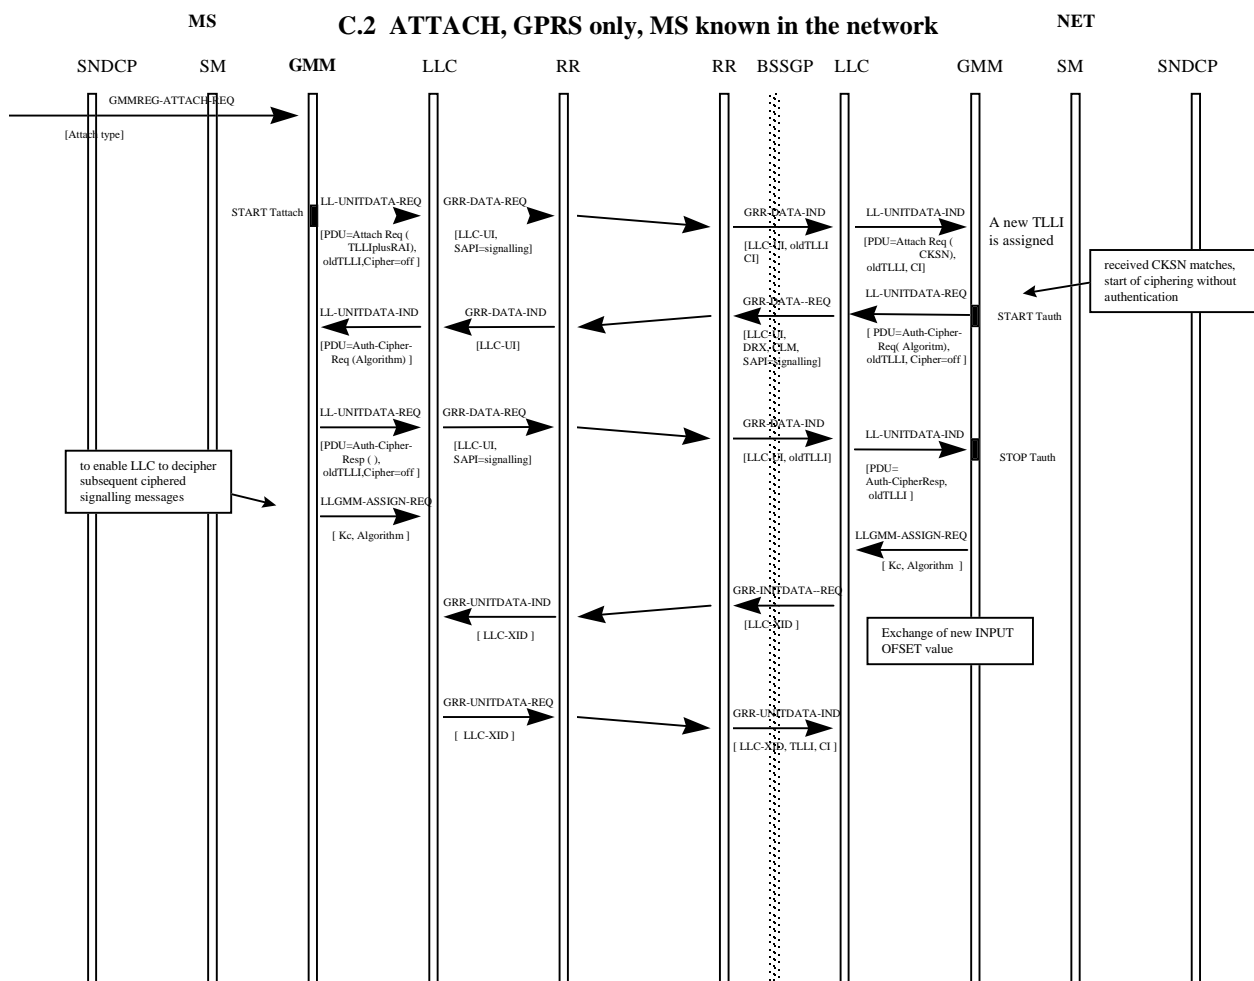 MS
C.2 ATTACH, GPRS only, MS known in the network
NET
SNDCP
SM
GMM
LLC
RR
RR
BSSGP
LLC
GMM
SM
SNDCP
GMMREG-ATTACH-REQ
[Attach type]
START Tattach
LL-UNITDATA-REQ
[PDU=Attach Req (
TLLIplusRAI),
oldTLLI,Cipher=off ]
GRR-DATA-REQ
[LLC-UI,
SAPI=signalling]
GRR-DATA-IND
[LLC-UI, oldTLLI
CI]
LL-UNITDATA-IND
[PDU=Attach Req (
CKSN),
oldTLLI, CI]
A new TLLI
is assigned
received CKSN matches,
start of ciphering without
authentication
LL-UNITDATA-IND
[PDU=Auth-Cipher-
Req (Algorithm) ]
GRR-DATA-IND
[LLC-UI]
GRR-DATA--REQ
[LLC-UI,
DRX, CLM,
SAPI=signalling]
LL-UNITDATA-REQ
[ PDU=Auth-Cipher-
Req( Algoritm),
oldTLLI, Cipher=off ]
START Tauth
LL-UNITDATA-REQ
[PDU=Auth-Cipher-
Resp ( ),
oldTLLI,Cipher=off ]
GRR-DATA-REQ
[LLC-UI,
SAPI=signalling]
GRR-DATA-IND
[LLC-UI, oldTLLI]
LL-UNITDATA-IND
[PDU=
Auth-CipherResp,
oldTLLI ]
STOP Tauth
to enable LLC to decipher
subsequent ciphered
signalling messages
LLGMM-ASSIGN-REQ
[ Kc, Algorithm ]
LLGMM-ASSIGN-REQ
[ Kc, Algorithm ]
GRR-UNITDATA-IND
[ LLC-XID ]
GRR-INITDATA--REQ
[LLC-XID ]
Exchange of new INPUT
OFSET value
GRR-UNITDATA-REQ
[ LLC-XID ]
GRR-UNITDATA-IND
[ LLC-XID, TLLI, CI ]